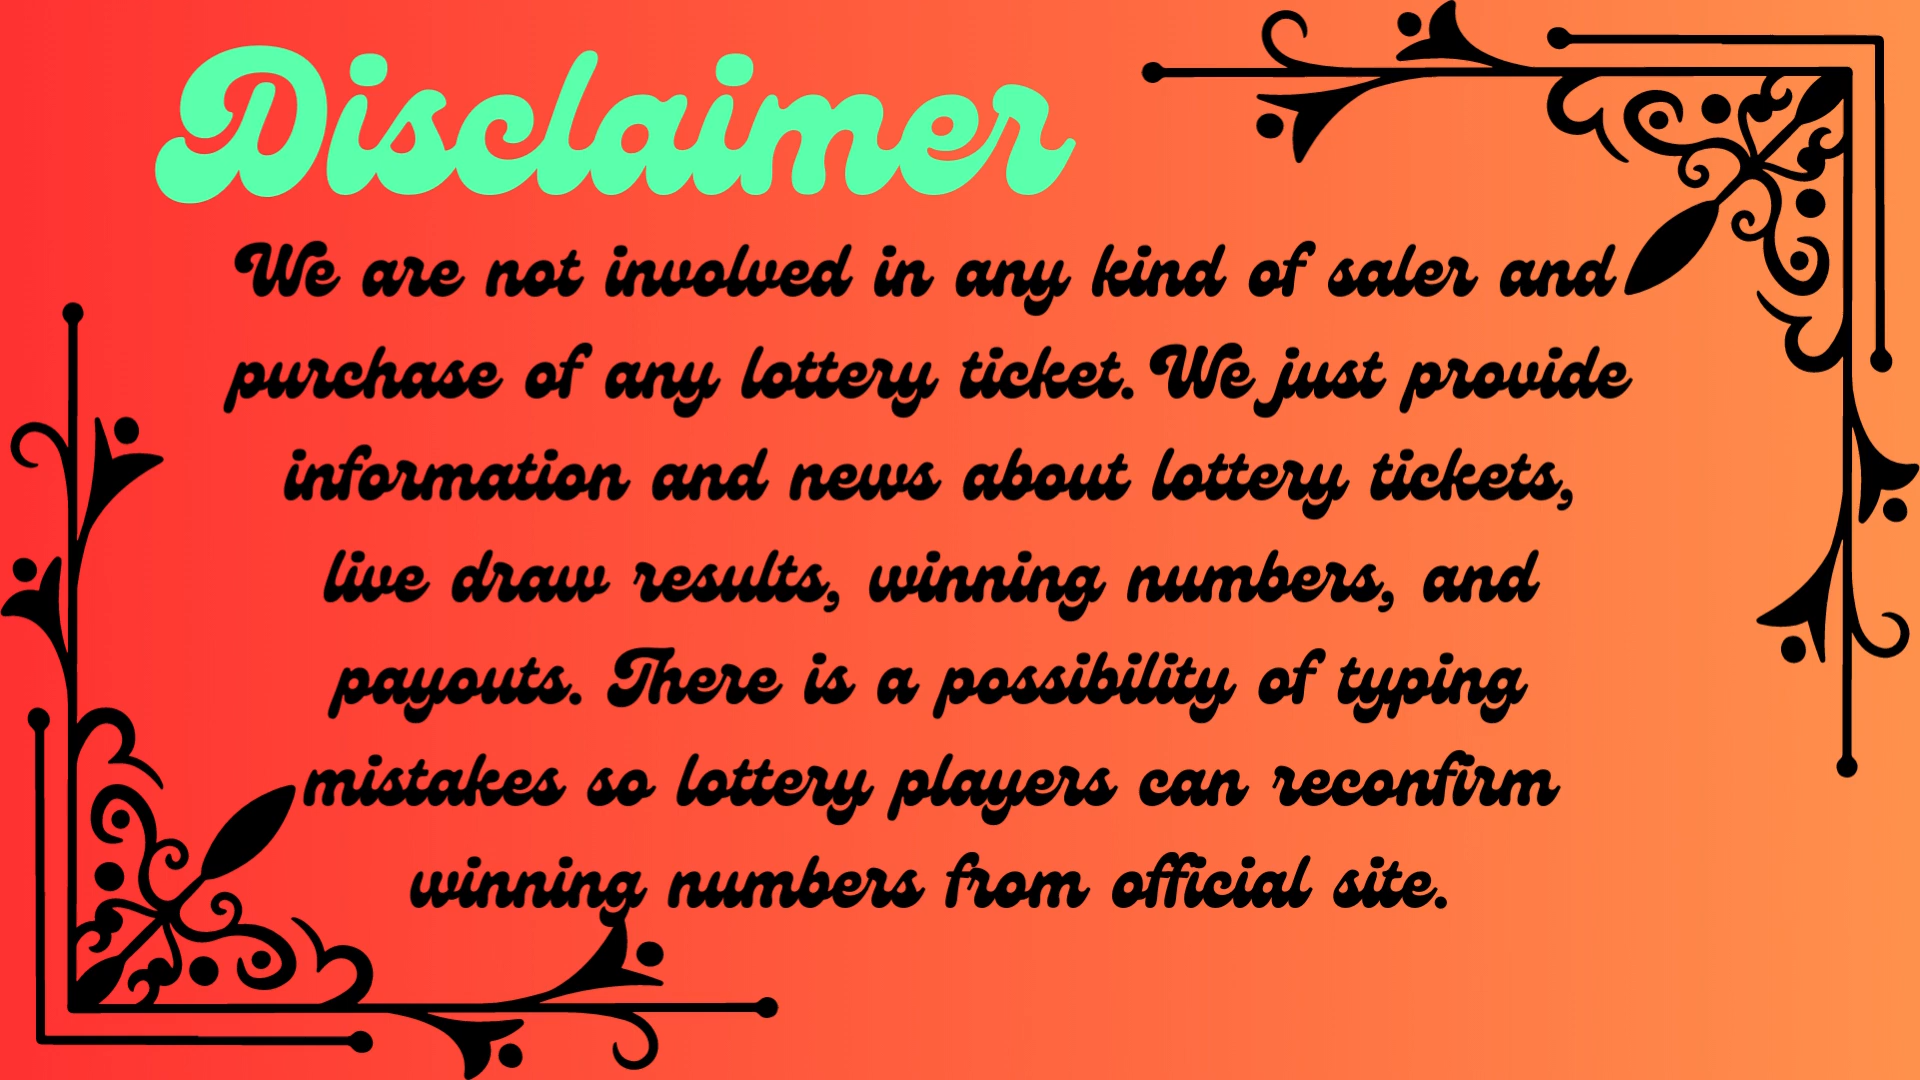 Disclaimer
We are not involved in any kind of saler and
purchase of any lottery ticket. We just provide
information and news about lottery tickets,
live draw results, winning numbers, and
payouts. There is a possibility of typing
mistakes so lottery players can reconfirm
winning numbers from official site.